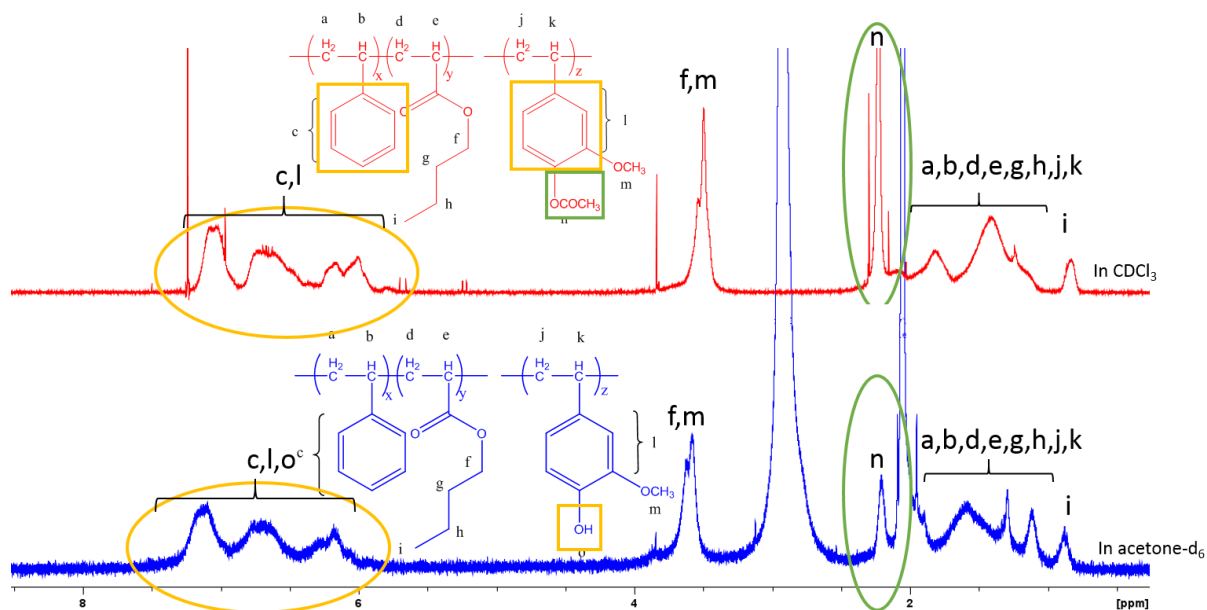 a b d e j k
H₂ H H₂ H H₂ H
C C C C C C
x y z
c O O l
f
g OCH₃
m
h OCOCH₃
i n
n
f,m
c,l
a,b,d,e,g,h,j,k
i
In CDCl₃
a b d e j k
H₂ H H₂ H H₂ H
C C C C C C
x y z
c O O l
f
g OCH₃
m
h OH
i o
c,l,o
f,m
n
a,b,d,e,g,h,j,k
i
In acetone-d₆
8 6 4 2 [ppm]